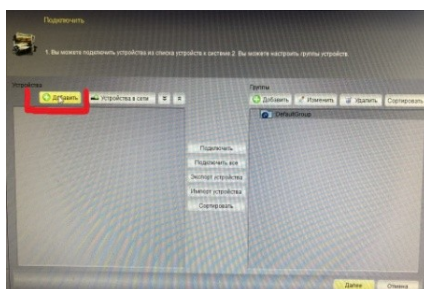 Подключить
1. Вы можете подключить устройства из списка устройств к системе 2. Вы можете настроить группы устройств.
Устройства
Добавить Устройства в сети
Группы
Добавить Изменить Удалить Сортировать
DefaultGroup
Подключить
Подключить все
Экспорт устройства
Импорт устройства
Сортировать
Далее Отмена